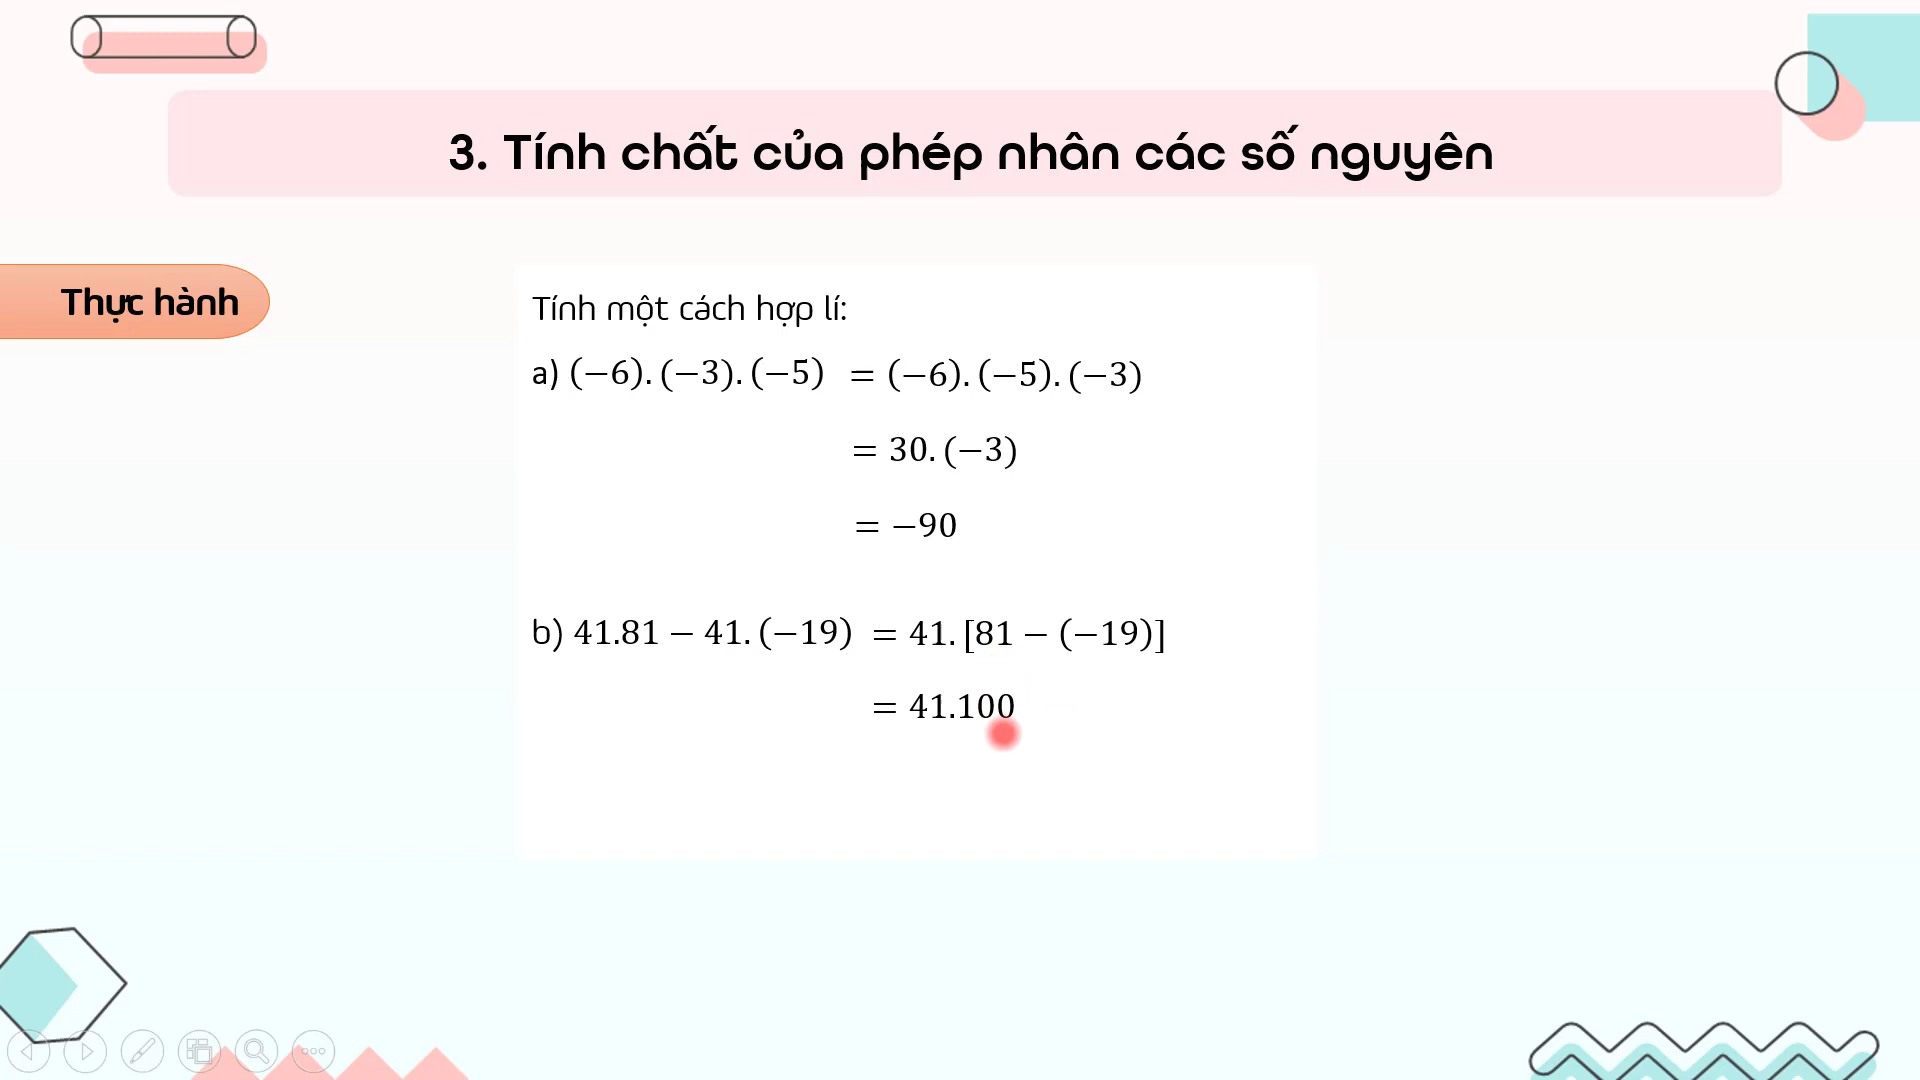 3. Tính chất của phép nhân các số nguyên
Thực hành
Tính một cách hợp lí:
a) (−6). (−3). (−5) = (−6). (−5). (−3)
= 30. (−3)
= −90
b) 41.81 − 41. (−19) = 41. [81 − (−19)]
= 41.100